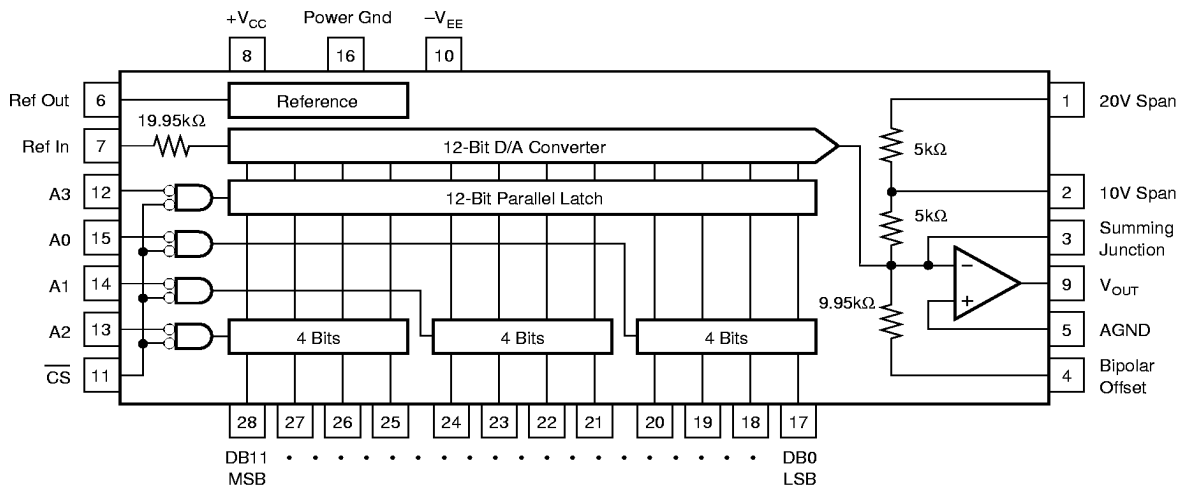 +VCC Power Gnd –VEE
8 16 10
Ref Out 6 Reference 1 20V Span
19.95kΩ
Ref In 7 12-Bit D/A Converter 5kΩ
A3 12 12-Bit Parallel Latch 2 10V Span
5kΩ
A0 15 3 Summing
Junction
–
A1 14 9 VOUT
9.95kΩ +
A2 13 4 Bits 4 Bits 4 Bits 5 AGND
CS 11 4 Bipolar
Offset
28 27 26 25 24 23 22 21 20 19 18 17
DB11 • • • • • • • • • • • • • • • • • • • • • DB0
MSB LSB